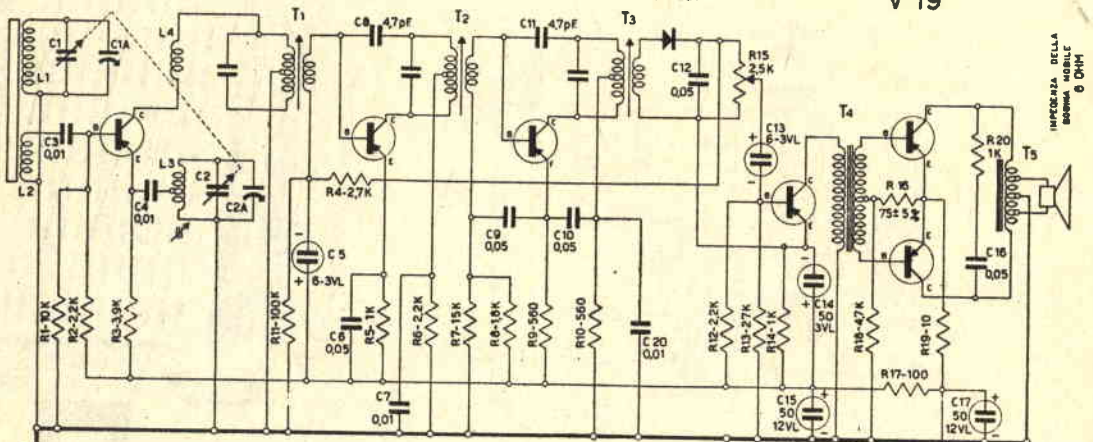 V 19
IMPEDENZA DELLA
BOBINA MOBILE
8 OHM
T1
C8
4,7pF
T2
C11
4,7pF
T3
C1
C1A
L4
L1
C12
0,05
R15
2,5K
C3
0,01
L2
L3
C2
C2A
C4
0,01
R4-2,7K
C13
6-3VL
T4
R20
1K
T5
R 16
75± 5%
C 5
6-3VL
C9
0,05
C10
0,05
C14
50
3VL
C16
0,05
R1-10K
R2-2,2K
R3-3,9K
R11-100K
C6
0,05
R5-1K
R6-2,2K
R7-15K
R8-1,8K
R9-560
R10-560
C 20
0,01
R12-2,2K
R13-27K
R14-1K
R18-4,7K
R19-10
R17-100
C7
0,01
C15
50
12VL
C17
50
12VL
B
C
E